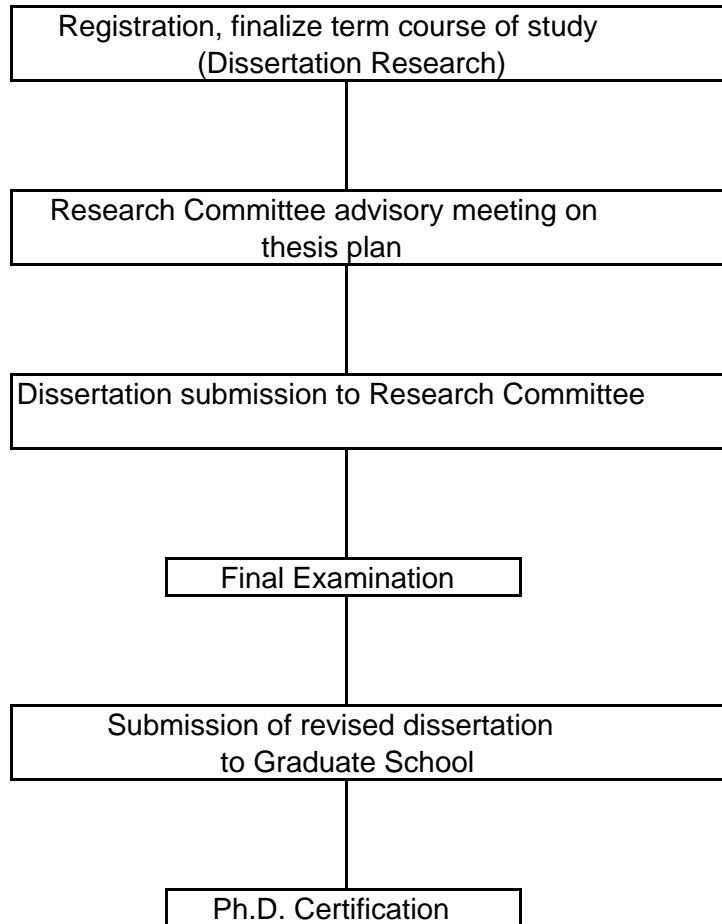 Registration, finalize term course of study
(Dissertation Research)
Research Committee advisory meeting on
thesis plan
Dissertation submission to Research Committee
Final Examination
Submission of revised dissertation
to Graduate School
Ph.D. Certification